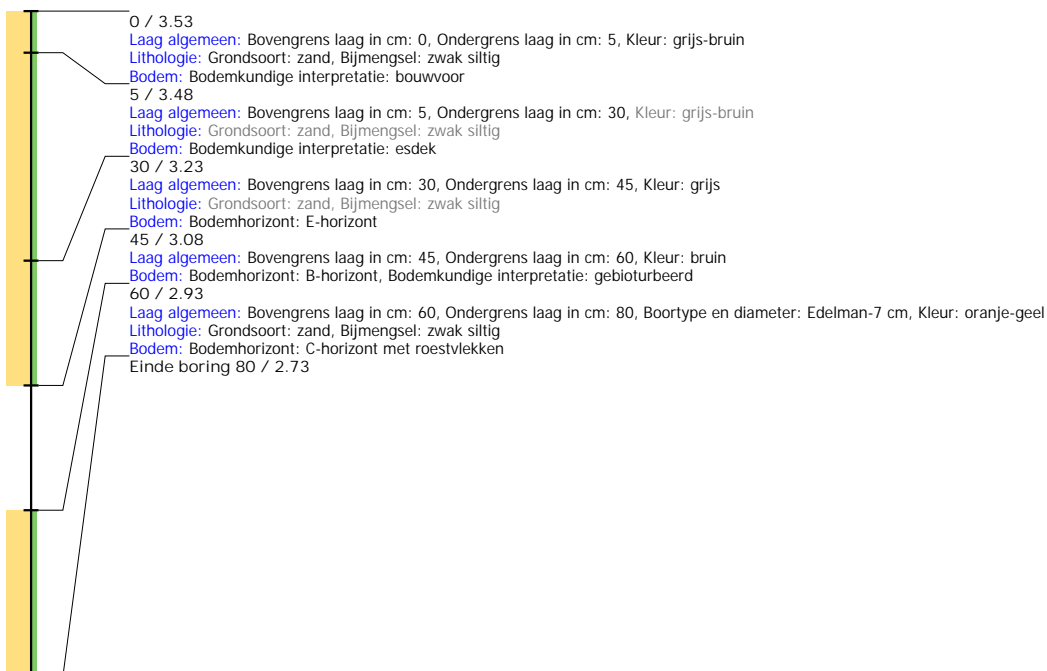 0 / 3.53
Laag algemeen: Bovengrens laag in cm: 0, Ondergrens laag in cm: 5, Kleur: grijs-bruin
Lithologie: Grondsoort: zand, Bijmengsel: zwak siltig
Bodem: Bodemkundige interpretatie: bouwvoor
5 / 3.48
Laag algemeen: Bovengrens laag in cm: 5, Ondergrens laag in cm: 30, Kleur: grijs-bruin
Lithologie: Grondsoort: zand, Bijmengsel: zwak siltig
Bodem: Bodemkundige interpretatie: esdek
30 / 3.23
Laag algemeen: Bovengrens laag in cm: 30, Ondergrens laag in cm: 45, Kleur: grijs
Lithologie: Grondsoort: zand, Bijmengsel: zwak siltig
Bodem: Bodemhorizont: E-horizont
45 / 3.08
Laag algemeen: Bovengrens laag in cm: 45, Ondergrens laag in cm: 60, Kleur: bruin
Bodem: Bodemhorizont: B-horizont, Bodemkundige interpretatie: gebioturbeerd
60 / 2.93
Laag algemeen: Bovengrens laag in cm: 60, Ondergrens laag in cm: 80, Boortype en diameter: Edelman-7 cm, Kleur: oranje-geel
Lithologie: Grondsoort: zand, Bijmengsel: zwak siltig
Bodem: Bodemhorizont: C-horizont met roestvlekken
Einde boring 80 / 2.73